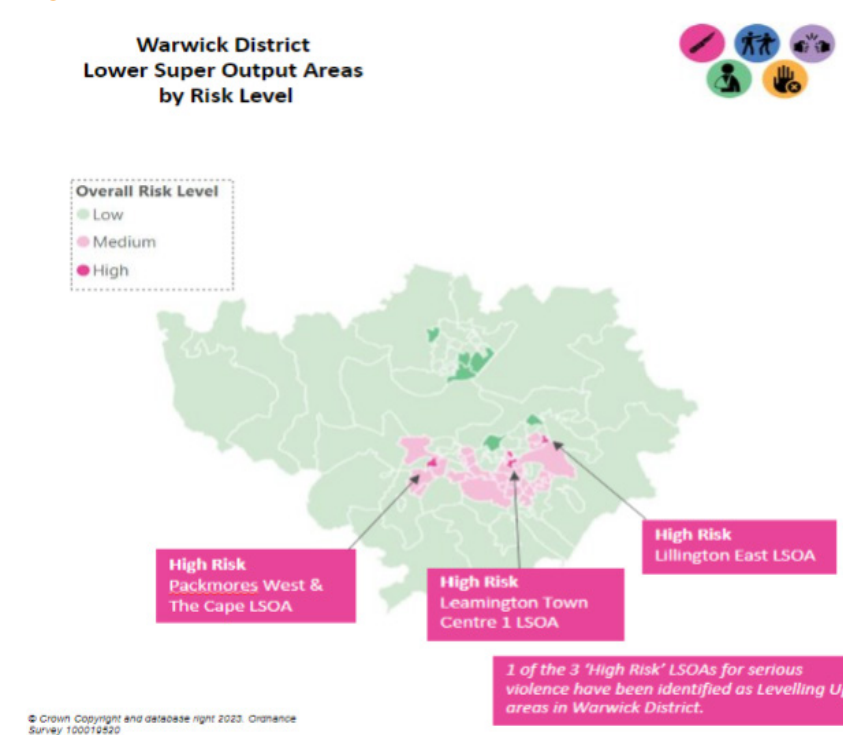 Warwick District
Lower Super Output Areas
by Risk Level
Overall Risk Level
Low
Medium
High
High Risk
Lillington East LSOA
High Risk
Packmores West &
The Cape LSOA
High Risk
Leamington Town
Centre 1 LSOA
1 of the 3 'High Risk' LSOAs for serious
violence have been identified as Levelling U
areas in Warwick District.
© Crown Copyright and database right 2023. Ordnance
Survey 100019520